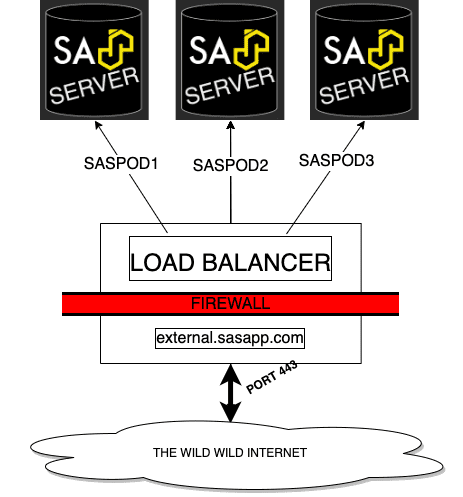 SAS SERVER
SAS SERVER
SAS SERVER
SASPOD1
SASPOD2
SASPOD3
LOAD BALANCER
FIREWALL
external.sasapp.com
PORT 443
THE WILD WILD INTERNET